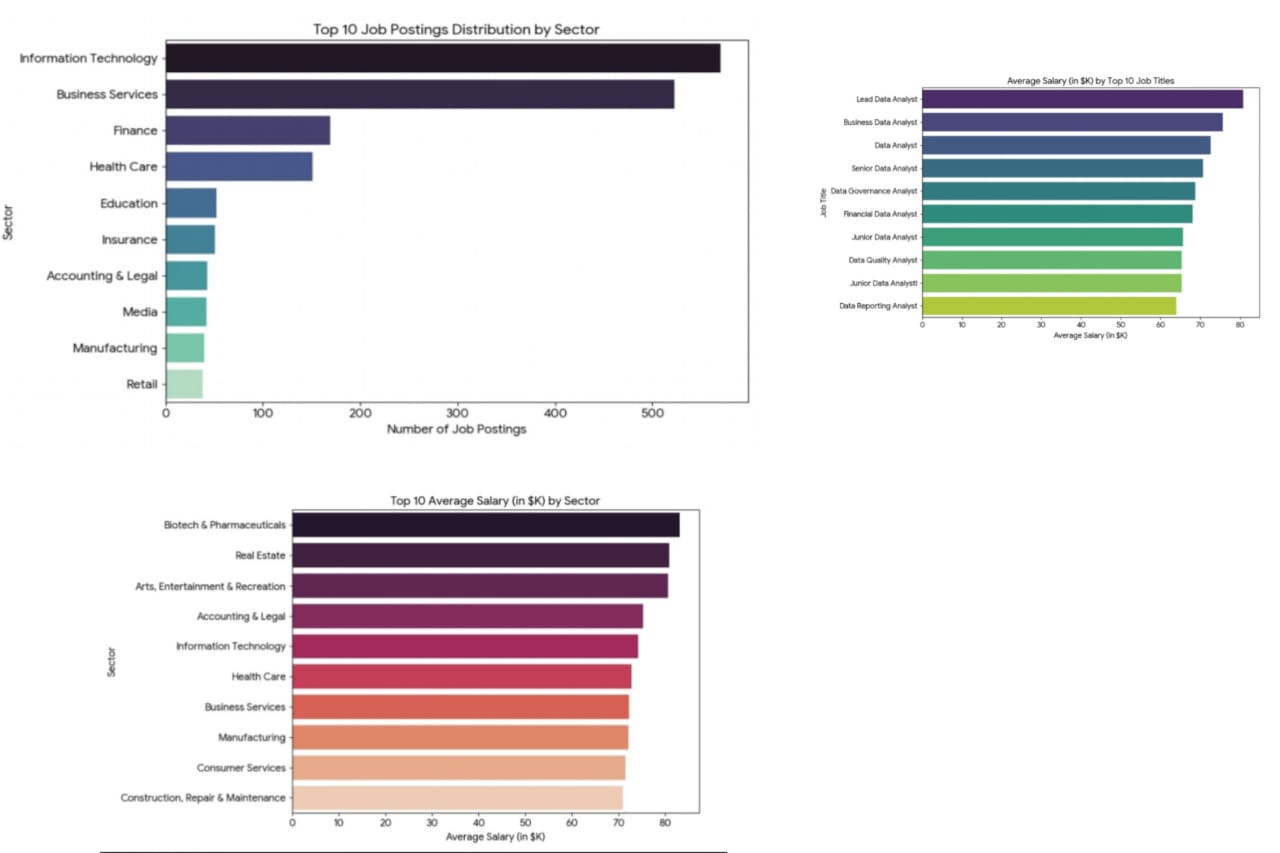 Top 10 Job Postings Distribution by Sector
Information Technology
Business Services
Finance
Health Care
Education
Insurance
Accounting & Legal
Media
Manufacturing
Retail
Sector
0 100 200 300 400 500
Number of Job Postings
Average Salary (in $K) by Top 10 Job Titles
Lead Data Analyst
Business Data Analyst
Data Analyst
Senior Data Analyst
Data Governance Analyst
Financial Data Analyst
Junior Data Analyst
Data Quality Analyst
Junior Data Analystl
Data Reporting Analyst
Job Title
0 10 20 30 40 50 60 70 80
Average Salary (in $K)
Top 10 Average Salary (in $K) by Sector
Biotech & Pharmaceuticals
Real Estate
Arts, Entertainment & Recreation
Accounting & Legal
Information Technology
Health Care
Business Services
Manufacturing
Consumer Services
Construction, Repair & Maintenance
Sector
0 10 20 30 40 50 60 70 80
Average Salary (in $K)